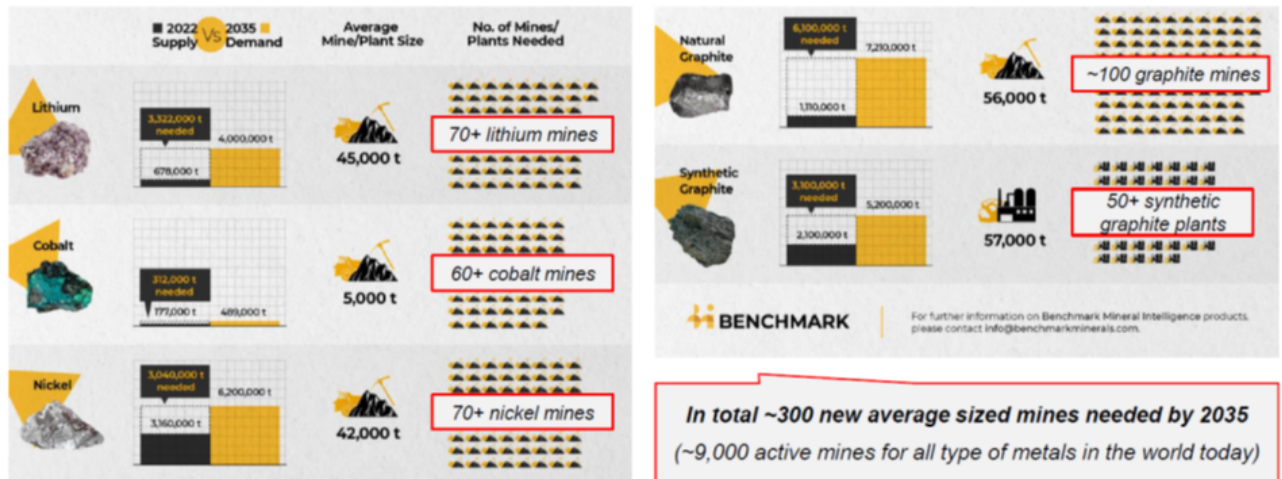 2022 Supply Vs 2035 Demand
Average Mine/Plant Size
No. of Mines/ Plants Needed
Lithium
3,322,000 t needed
4,000,000 t
678,000 t
45,000 t
70+ lithium mines
Cobalt
312,000 t needed
177,000 t
489,000 t
5,000 t
60+ cobalt mines
Nickel
3,040,000 t needed
6,200,000 t
3,160,000 t
42,000 t
70+ nickel mines
Natural Graphite
6,100,000 t needed
7,210,000 t
1,110,000 t
56,000 t
~100 graphite mines
Synthetic Graphite
3,100,000 t needed
5,200,000 t
2,100,000 t
57,000 t
50+ synthetic
graphite plants
BENCHMARK
For further information on Benchmark Mineral Intelligence products,
please contact info@benchmarkminerals.com.
In total ~300 new average sized mines needed by 2035
(~9,000 active mines for all type of metals in the world today)